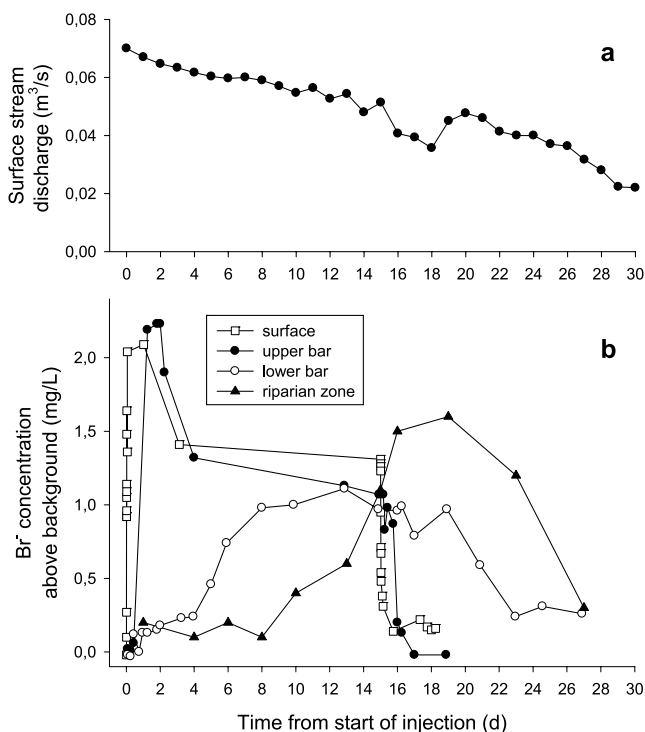 a
Surface stream
discharge (m³/s)
0,08
0,06
0,04
0,02
0,00
0 2 4 6 8 10 12 14 16 18 20 22 24 26 28 30
b
surface
upper bar
lower bar
riparian zone
Br⁻ concentration
above background (mg/L)
2,0
1,5
1,0
0,5
0,0
0 2 4 6 8 10 12 14 16 18 20 22 24 26 28 30
Time from start of injection (d)